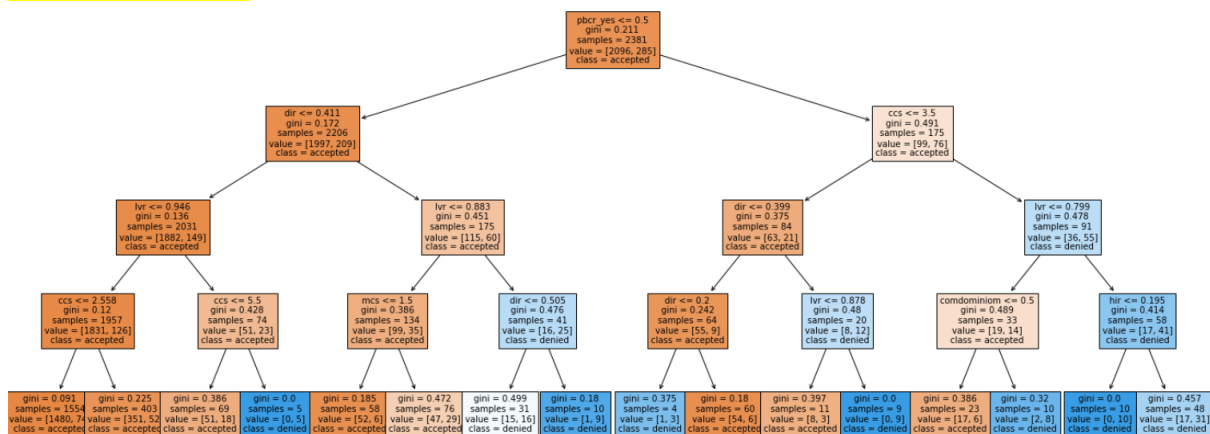 pbcr_yes <= 0.5
gini = 0.211
samples = 2381
value = [2096, 285]
class = accepted
dir <= 0.411
gini = 0.172
samples = 2206
value = [1997, 209]
class = accepted
ccs <= 3.5
gini = 0.491
samples = 175
value = [99, 76]
class = accepted
lvr <= 0.946
gini = 0.136
samples = 2031
value = [1882, 149]
class = accepted
lvr <= 0.883
gini = 0.451
samples = 175
value = [115, 60]
class = accepted
dir <= 0.399
gini = 0.375
samples = 84
value = [63, 21]
class = accepted
lvr <= 0.799
gini = 0.478
samples = 91
value = [36, 55]
class = denied
ccs <= 2.558
gini = 0.12
samples = 1957
value = [1831, 126]
class = accepted
ccs <= 5.5
gini = 0.428
samples = 74
value = [51, 23]
class = accepted
mcs <= 1.5
gini = 0.386
samples = 134
value = [99, 35]
class = accepted
dir <= 0.505
gini = 0.476
samples = 41
value = [16, 25]
class = denied
dir <= 0.2
gini = 0.242
samples = 64
value = [55, 9]
class = accepted
lvr <= 0.878
gini = 0.48
samples = 20
value = [8, 12]
class = denied
comdominiom <= 0.5
gini = 0.489
samples = 33
value = [19, 14]
class = accepted
hir <= 0.195
gini = 0.414
samples = 58
value = [17, 41]
class = denied
gini = 0.091
samples = 1554
value = [1480, 74
class = accepted
gini = 0.225
samples = 403
value = [351, 52
class = accepted
gini = 0.386
samples = 69
value = [51, 18]
class = accepted
gini = 0.0
samples = 5
value = [0, 5]
class = denied
gini = 0.185
samples = 58
value = [52, 6]
class = accepted
gini = 0.472
samples = 76
value = [47, 29]
class = accepted
gini = 0.499
samples = 31
value = [15, 16]
class = denied
gini = 0.18
samples = 10
value = [1, 9]
class = denied
gini = 0.375
samples = 4
value = [1, 3]
class = denied
gini = 0.18
samples = 60
value = [54, 6]
class = accepted
gini = 0.397
samples = 11
value = [8, 3]
class = accepted
gini = 0.0
samples = 9
value = [0, 9]
class = denied
gini = 0.386
samples = 23
value = [17, 6]
class = accepted
gini = 0.32
samples = 10
value = [2, 8]
class = denied
gini = 0.0
samples = 10
value = [0, 10]
class = denied
gini = 0.457
samples = 48
value = [17, 31]
class = denied